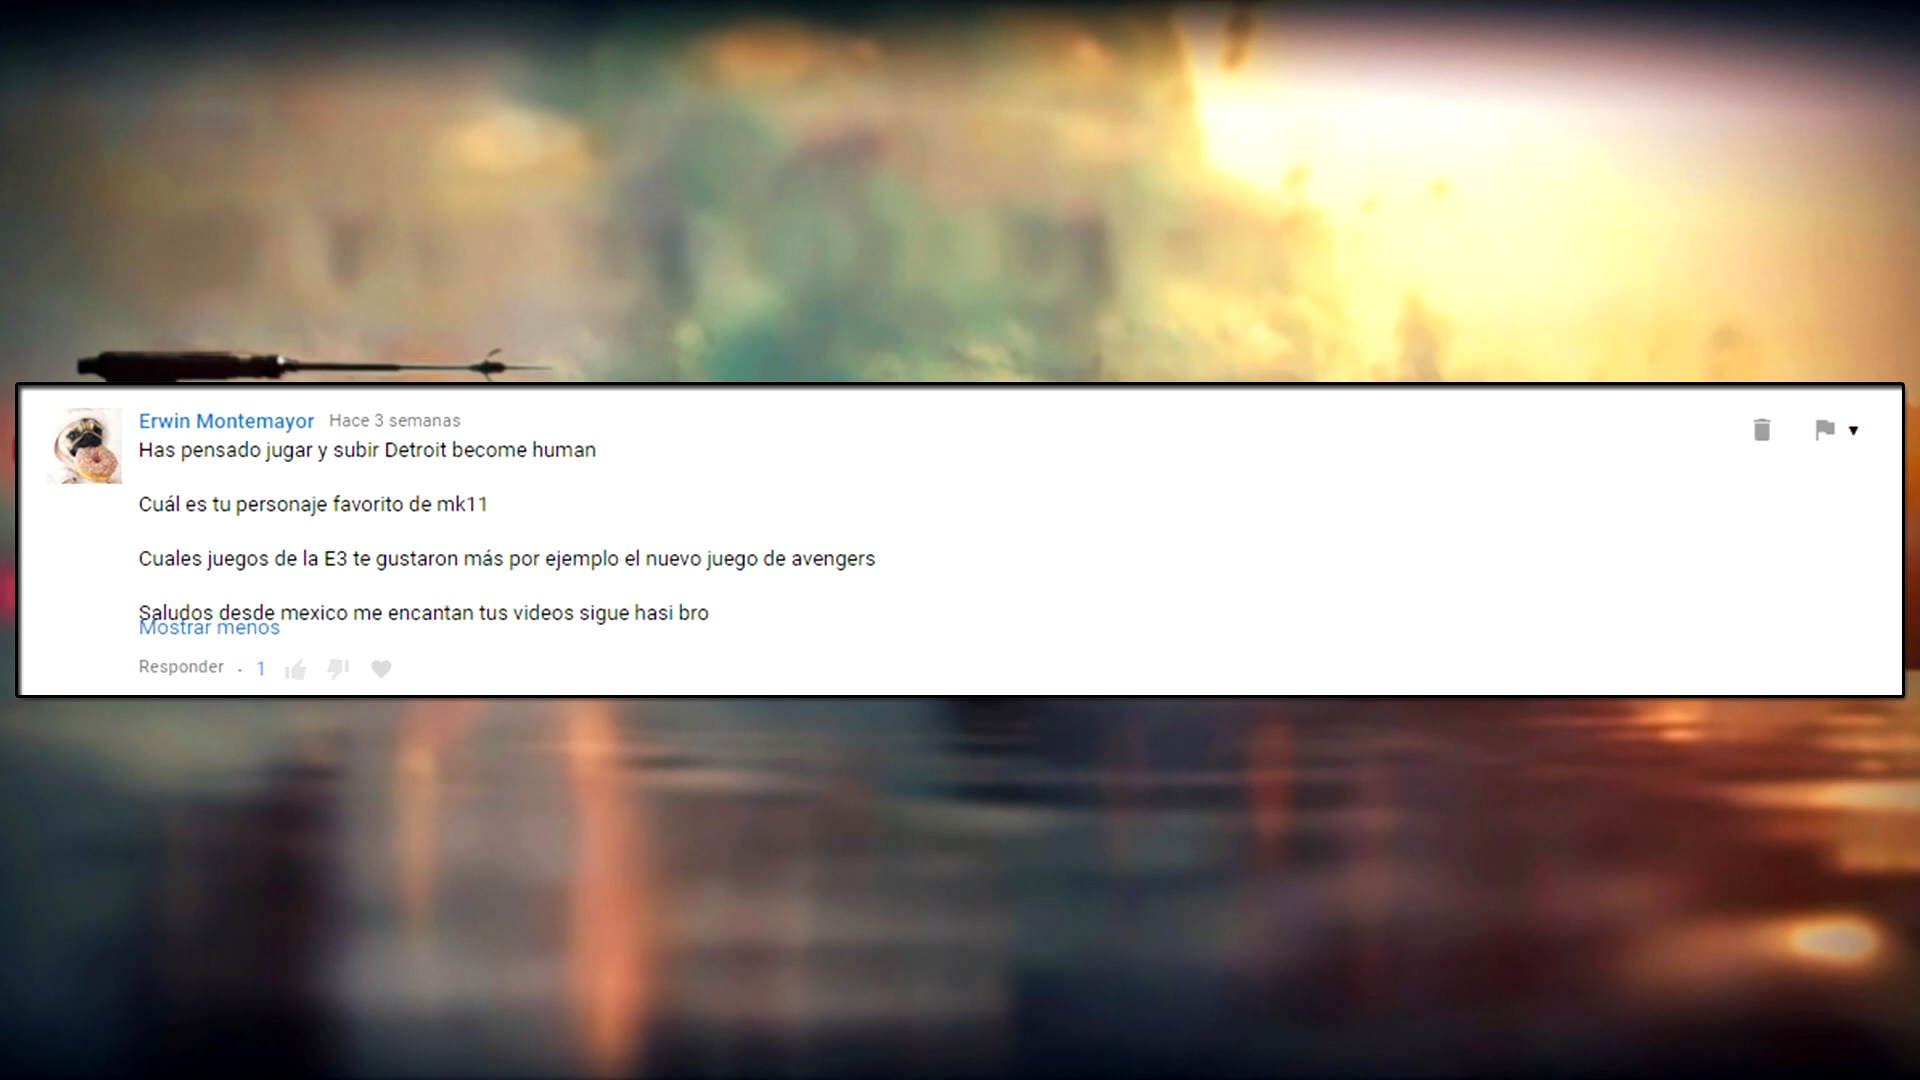 Erwin Montemayor Hace 3 semanas
Has pensado jugar y subir Detroit become human
Cuál es tu personaje favorito de mk11
Cuales juegos de la E3 te gustaron más por ejemplo el nuevo juego de avengers
Saludos desde mexico me encantan tus videos sigue hasi bro
Mostrar menos
Responder · 1